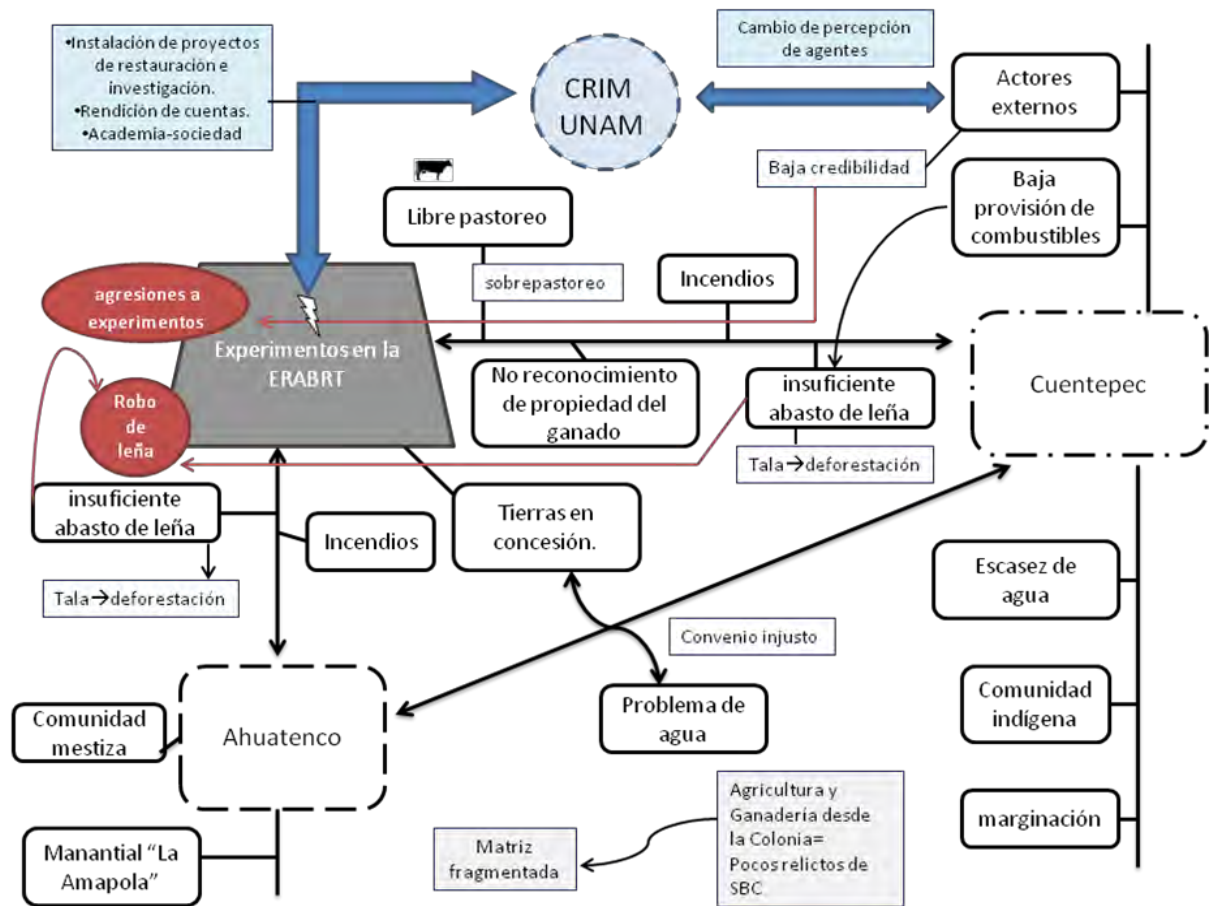 •Instalación de proyectos
de restauración e
investigación.
•Rendición de cuentas.
•Academia-sociedad
CRIM
UNAM
Cambio de percepción
de agentes
Actores
externos
Baja credibilidad
Baja
provisión de
combustibles
Libre pastoreo
sobrepastoreo
Incendios
agresiones a
experimentos
Experimentos en la
ERABRT
No reconocimiento
de propiedad del
ganado
insuficiente
abasto de leña
Cuentepec
Robo
de
leña
Tala→deforestación
insuficiente
abasto de leña
Incendios
Tierras en
concesión.
Tala→deforestación
Escasez de
agua
Convenio injusto
Comunidad
mestiza
Ahuatenco
Problema de
agua
Comunidad
indígena
Manantial “La
Amapola”
Matriz
fragmentada
Agricultura y
Ganadería desde
la Colonia=
Pocos relictos de
SBC
marginación